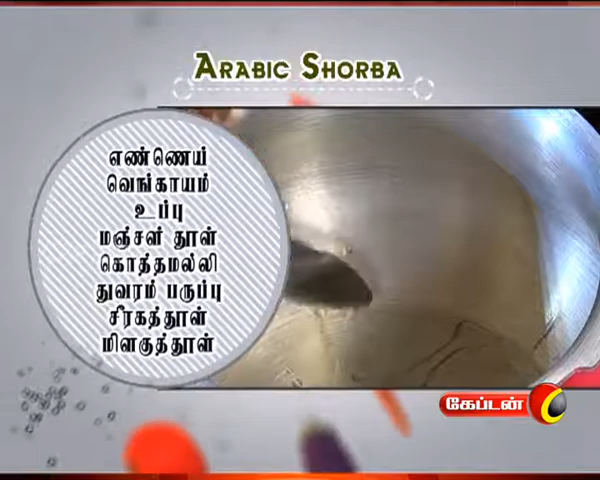 ARABIC SHORBA
எண்ணெய்
வெங்காயம்
உப்பு
மஞ்சள் தூள்
கொத்தமல்லி
துவரம் பருப்பு
சீரகத்தூள்
மிளகுத்தூள்
கேப்டன்